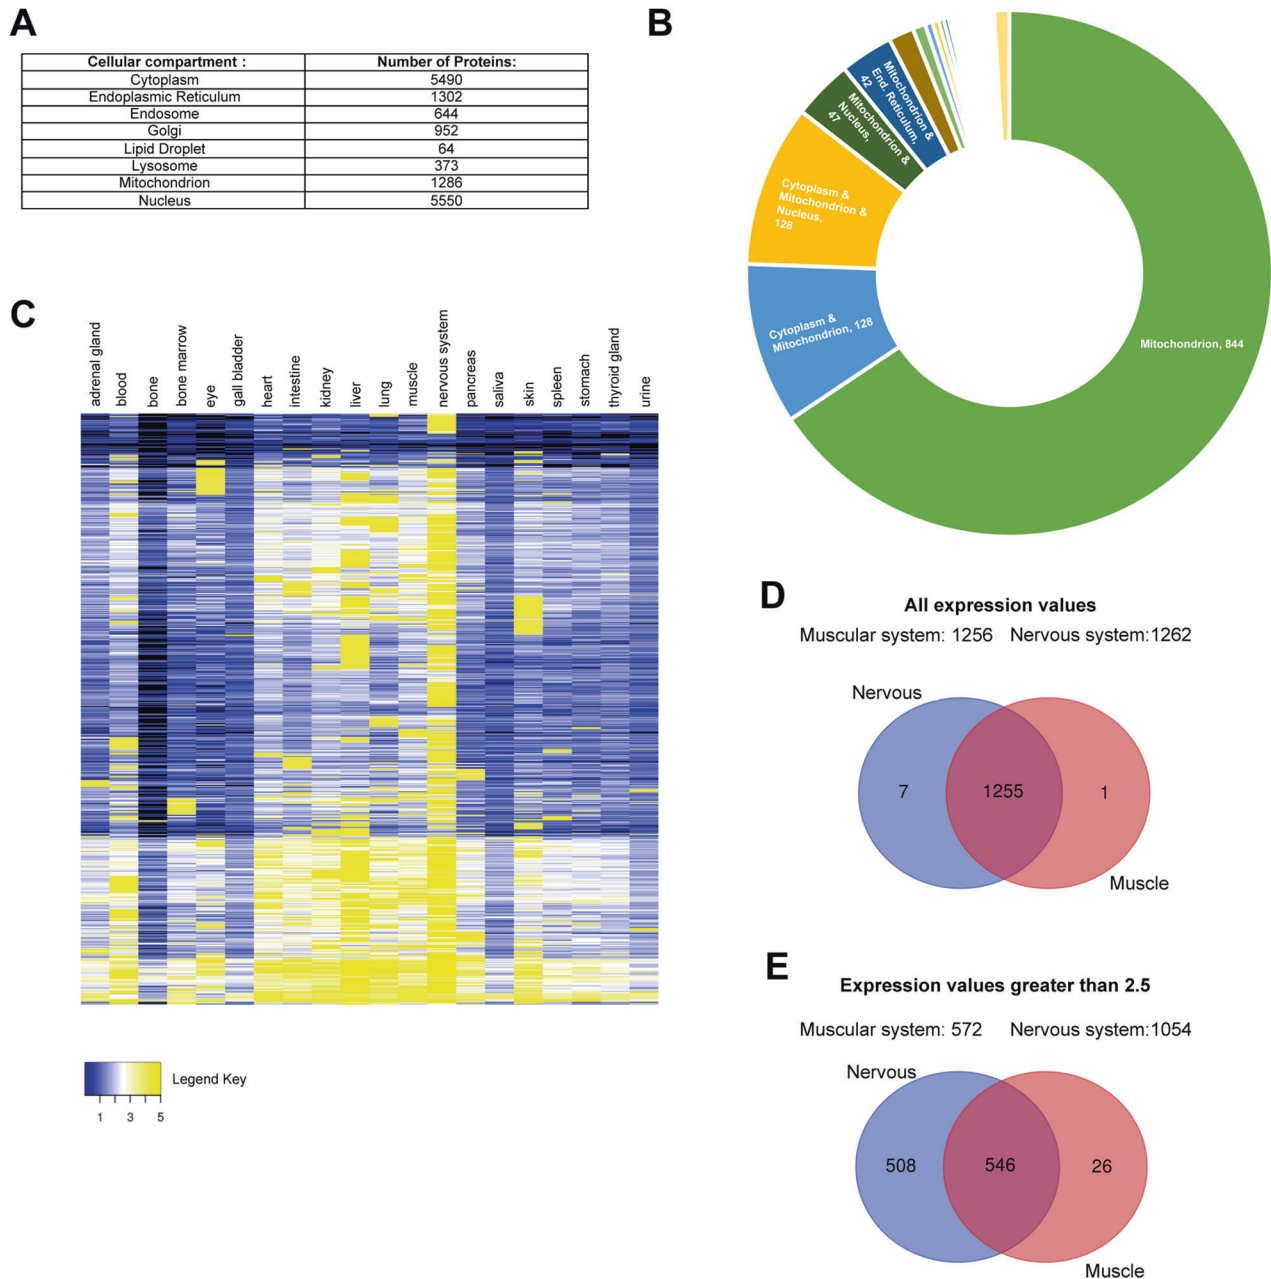 A
Cellular compartment : Number of Proteins:
Cytoplasm 5490
Endoplasmic Reticulum 1302
Endosome 644
Golgi 952
Lipid Droplet 64
Lysosome 373
Mitochondrion 1286
Nucleus 5550
B
Mitochondrion &
End. Reticulum,
42
Mitochondrion &
Nucleus,
47
Cytoplasm &
Mitochondrion &
Nucleus,
128
Cytoplasm &
Mitochondrion, 128
Mitochondrion, 844
C
adrenal gland
blood
bone
bone marrow
eye
gall bladder
heart
intestine
kidney
liver
lung
muscle
nervous system
pancreas
saliva
skin
spleen
stomach
thyroid gland
urine
Legend Key
1 3 5
D
All expression values
Muscular system: 1256 Nervous system:1262
Nervous
7 1255 1
Muscle
E
Expression values greater than 2.5
Muscular system: 572 Nervous system:1054
Nervous
508 546 26
Muscle